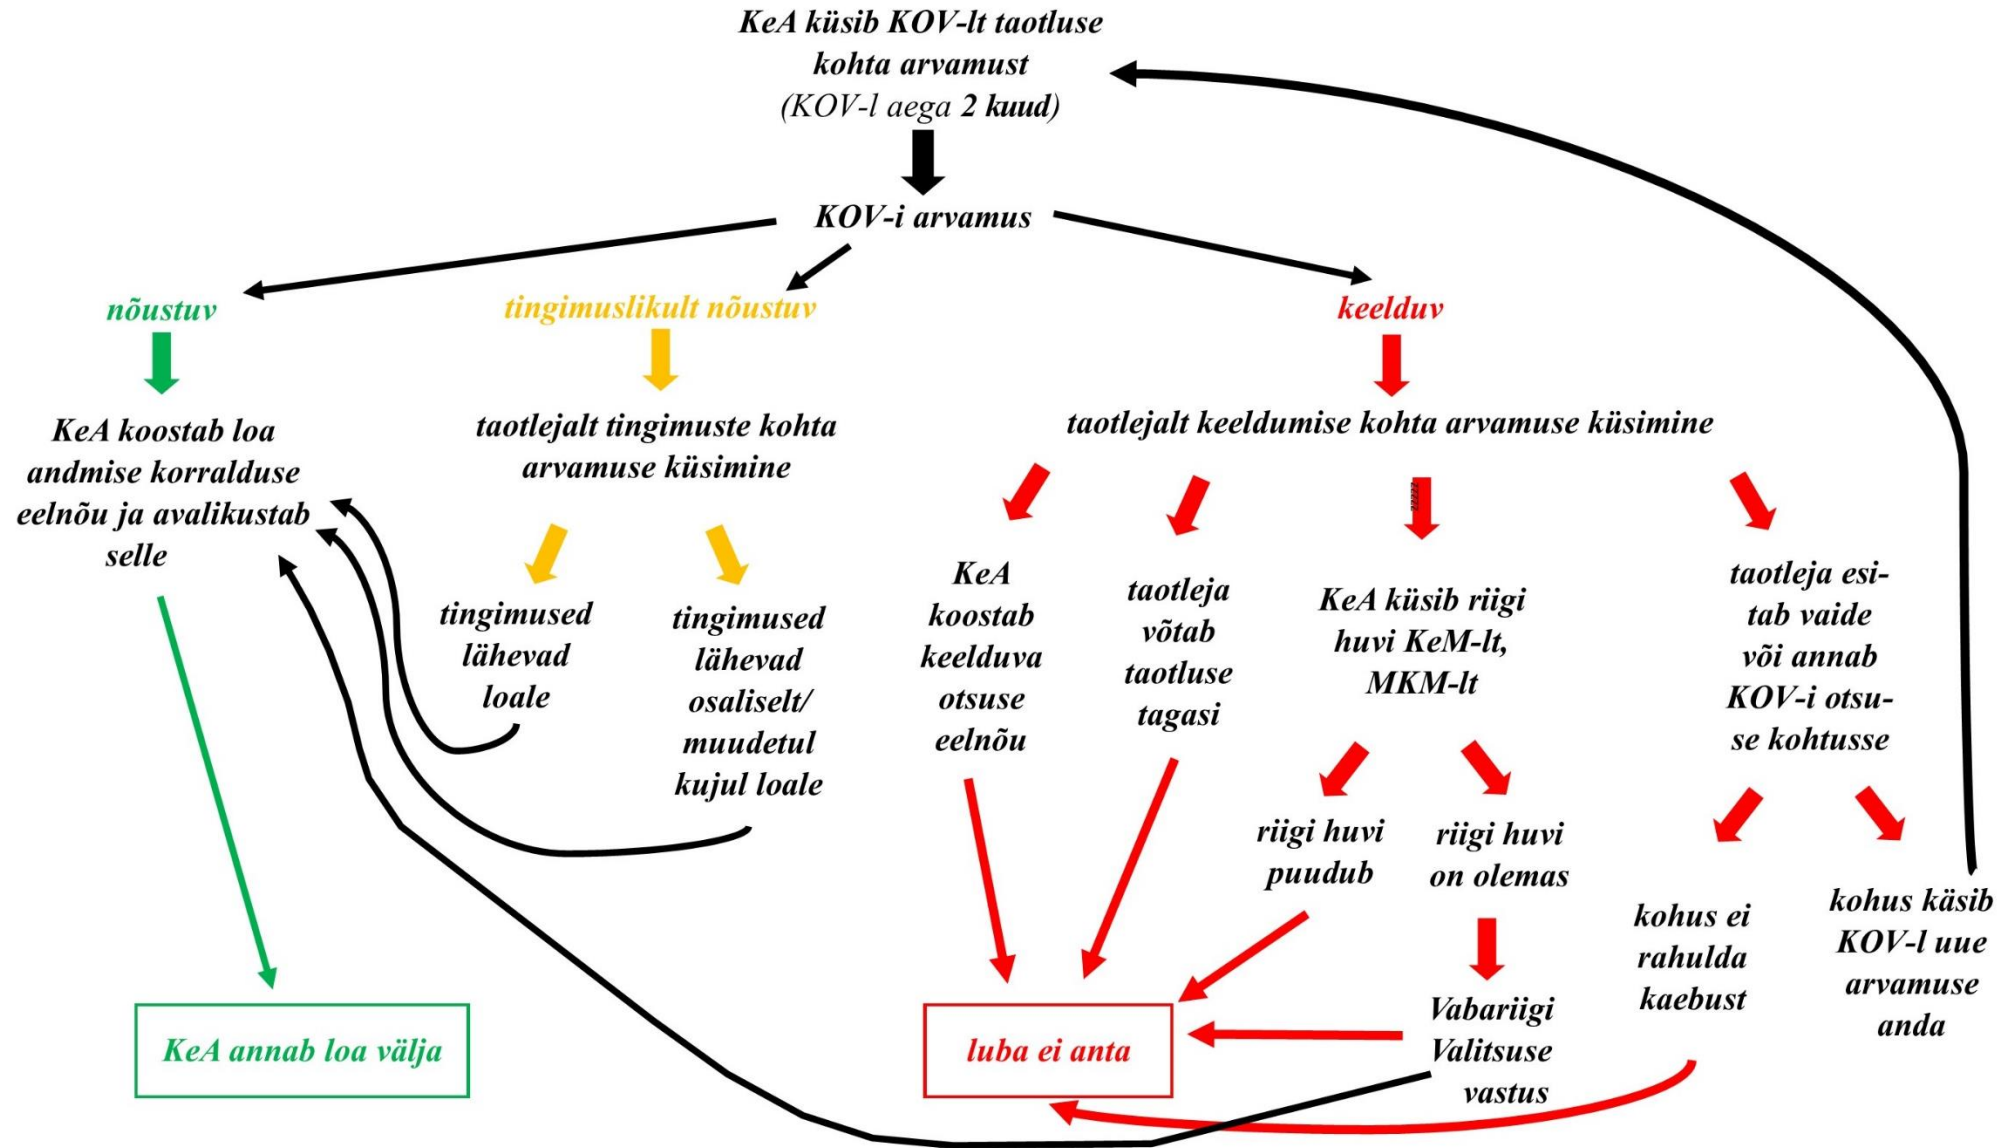 KeA küsib KOV-lt taotluse
kohta arvamust
(KOV-l aega 2 kuud)
KOV-i arvamus
nõustuv
tingimuslikult nõustuv
keelduv
KeA koostab loa
andmise korralduse
eelnõu ja avalikustab
selle
taotlejalt tingimuste kohta
arvamuse küsimine
taotlejalt keeldumise kohta arvamuse küsimine
tingimused
lähevad
loale
tingimused
lähevad
osaliselt/
muudetul
kujul loale
KeA
koostab
keelduva
otsuse
eelnõu
taotleja
võtab
taotluse
tagasi
KeA küsib riigi
huvi KeM-lt,
MKM-lt
taotleja esi-
tab vaide
või annab
KOV-i otsu-
se kohtusse
riigi huvi
puudub
riigi huvi
on olemas
kohus ei
rahulda
kaebust
kohus käsib
KOV-l uue
arvamuse
anda
Vabariigi
Valitsuse
vastus
KeA annab loa välja
luba ei anta